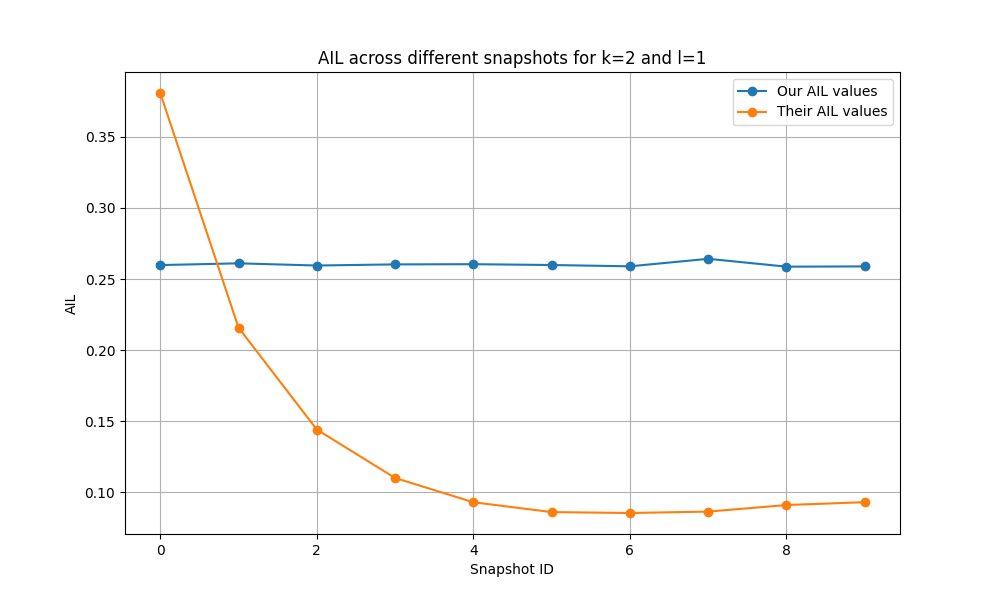 AIL across different snapshots for k=2 and l=1
Our AIL values
Their AIL values
0.35
0.30
0.25
0.20
0.15
0.10
AIL
0 2 4 6 8
Snapshot ID